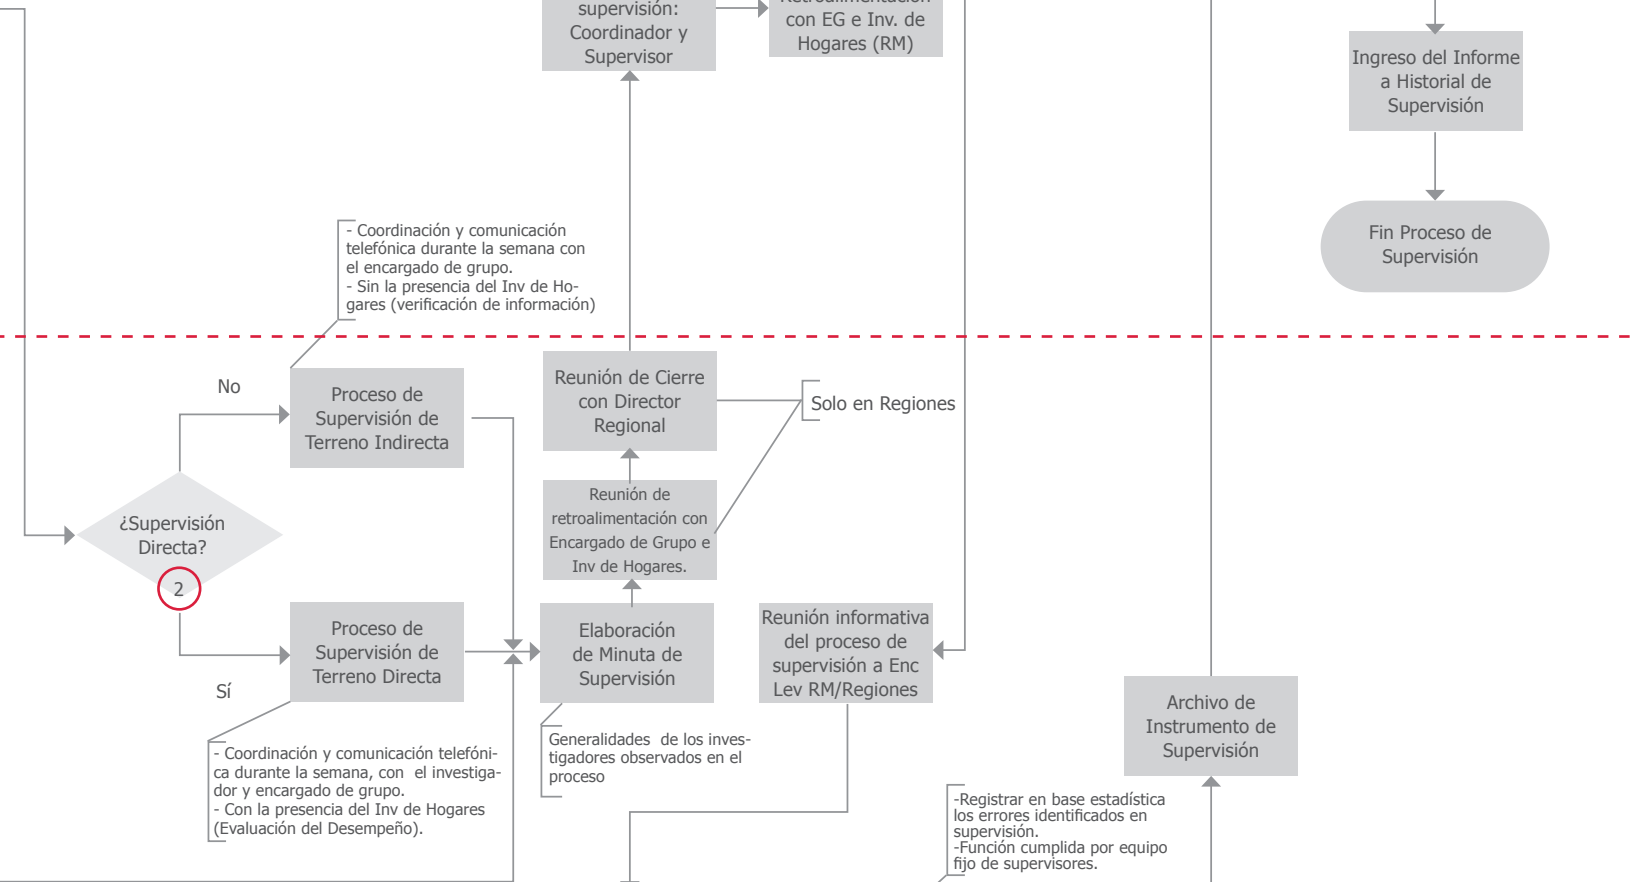 supervisión:
Coordinador y
Supervisor
Retroalimentación
con EG e Inv. de
Hogares (RM)
Ingreso del Informe
a Historial de
Supervisión
Fin Proceso de
Supervisión
- Coordinación y comunicación
telefónica durante la semana con
el encargado de grupo.
- Sin la presencia del Inv de Ho-
gares (verificación de información)
No
Proceso de
Supervisión de
Terreno Indirecta
Reunión de Cierre
con Director
Regional
Solo en Regiones
Reunión de
retroalimentación con
Encargado de Grupo e
Inv de Hogares.
¿Supervisión
Directa?
2
Sí
Proceso de
Supervisión de
Terreno Directa
Elaboración
de Minuta de
Supervisión
Reunión informativa
del proceso de
supervisión a Enc
Lev RM/Regiones
Archivo de
Instrumento de
Supervisión
- Coordinación y comunicación telefóni-
ca durante la semana, con  el investiga-
dor y encargado de grupo.
- Con la presencia del Inv de Hogares
(Evaluación del Desempeño).
Generalidades  de los inves-
tigadores observados en el
proceso
-Registrar en base estadística
los errores identificados en
supervisión.
-Función cumplida por equipo
fijo de supervisores.